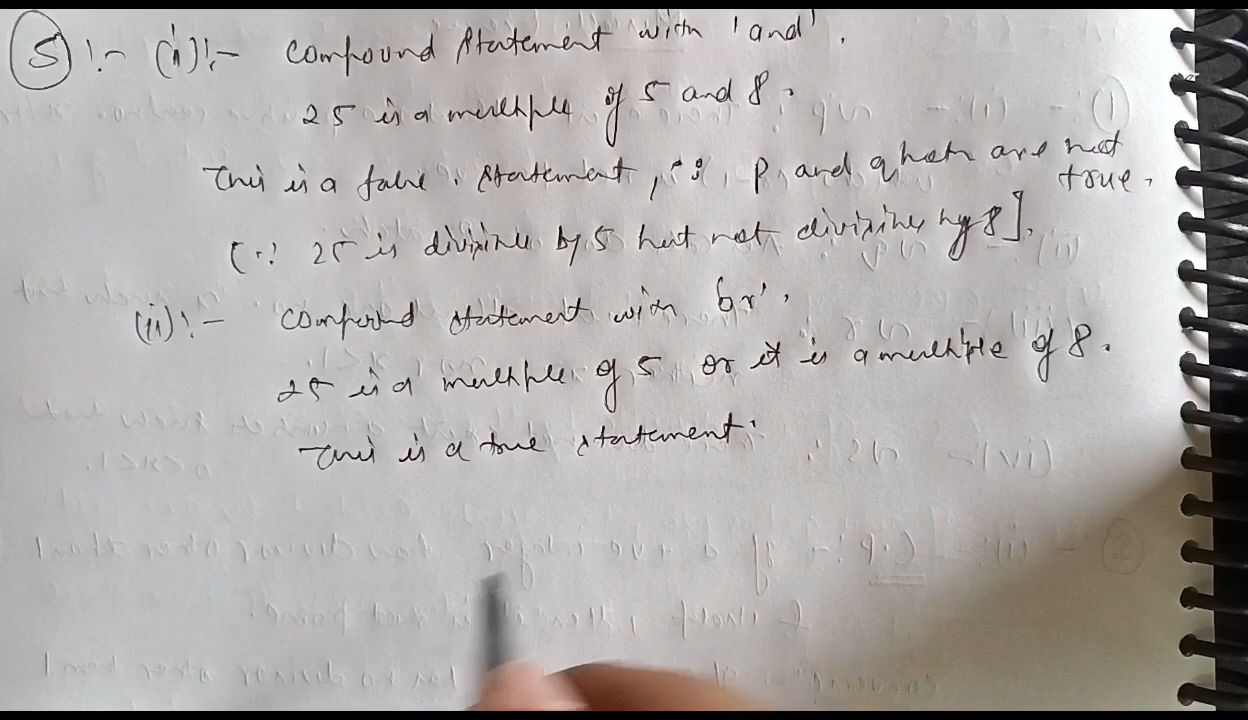 (5) :- (i) :- Compound statement with 'and'.
25 is a multiple of 5 and 8.
This is a false statement, ∵ p and q both are not true.
[∵ 25 is divisible by 5 but not divisible by 8].
(ii) :- Compound statement with 'or'.
25 is a multiple of 5 or it is a multiple of 8.
This is a true statement.